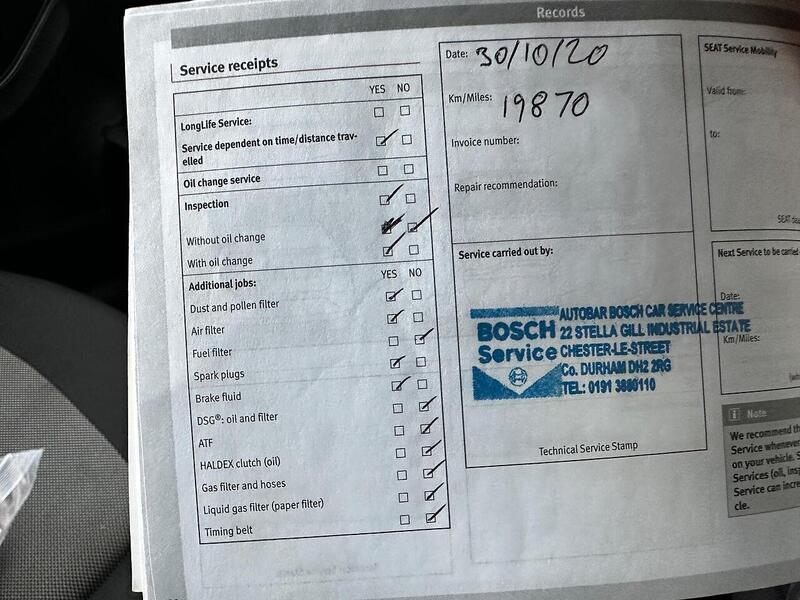 Records
Service receipts
YES NO
LongLife Service:
Service dependent on time/distance trav-
elled
Oil change service
Inspection
Without oil change
With oil change
Additional jobs: YES NO
Dust and pollen filter
Air filter
Fuel filter
Spark plugs
Brake fluid
DSG®: oil and filter
ATF
HALDEX clutch (oil)
Gas filter and hoses
Liquid gas filter (paper filter)
Timing belt
Date: 30/10/20
Km/Miles: 19870
Invoice number:
Repair recommendation:
Service carried out by:
BOSCH
Service
AUTOBAR BOSCH CAR SERVICE CENTRE
22 STELLA GILL INDUSTRIAL ESTATE
CHESTER-LE-STREET
Co. DURHAM DH2 2RG
TEL: 0191 3880110
Technical Service Stamp
SEAT Service Mobility
Valid from:
to:
SEAT
Next Service to be carried
Date:
Km/Miles:
i Note
We recommend
Service whenever
on your vehicle.
Services (oil,
Service can
cle.